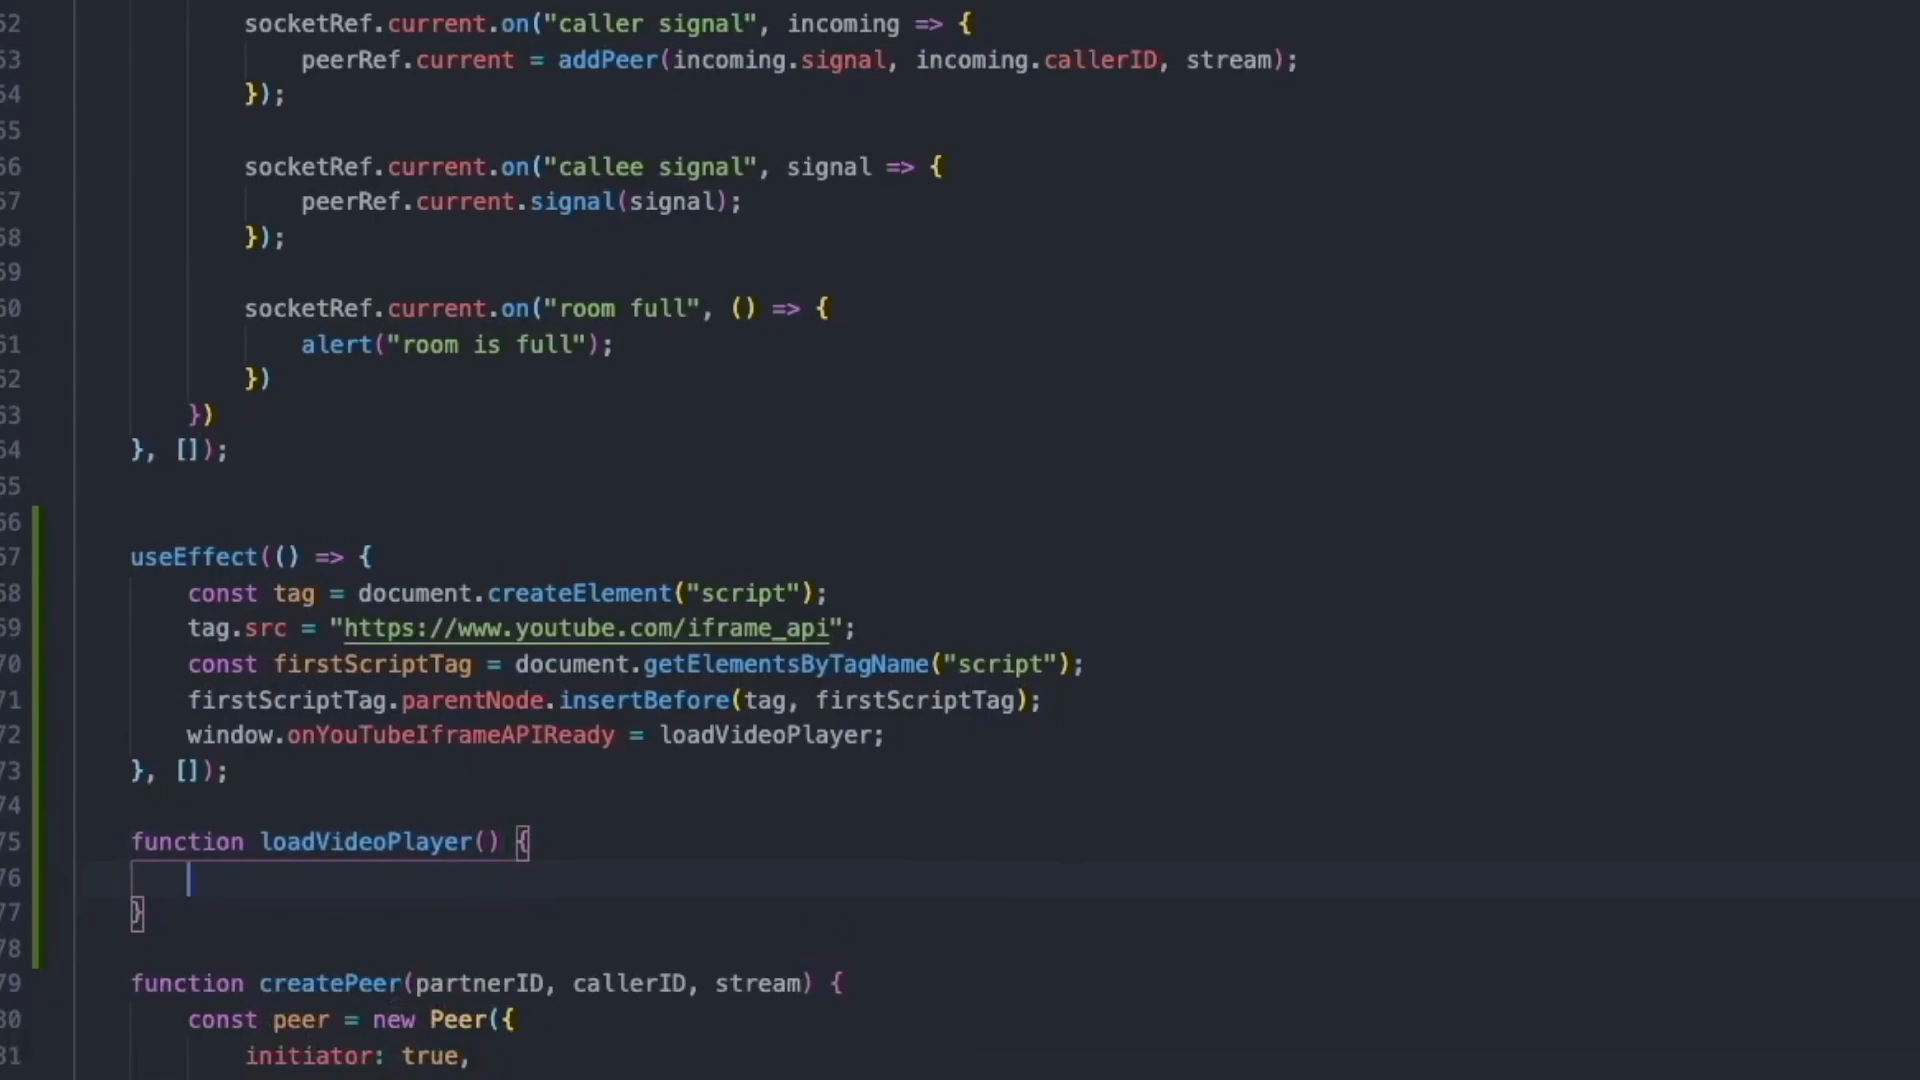 52 socketRef.current.on("caller signal", incoming => {
53 peerRef.current = addPeer(incoming.signal, incoming.callerID, stream);
54 });
55
56 socketRef.current.on("callee signal", signal => {
57 peerRef.current.signal(signal);
58 });
59
60 socketRef.current.on("room full", () => {
61 alert("room is full");
62 })
63 })
64 }, []);
65
66
67 useEffect(() => {
68 const tag = document.createElement("script");
69 tag.src = "https://www.youtube.com/iframe_api";
70 const firstScriptTag = document.getElementsByTagName("script");
71 firstScriptTag.parentNode.insertBefore(tag, firstScriptTag);
72 window.onYouTubeIframeAPIReady = loadVideoPlayer;
73 }, []);
74
75 function loadVideoPlayer() {
76
77 }
78
79 function createPeer(partnerID, callerID, stream) {
80 const peer = new Peer({
81 initiator: true,